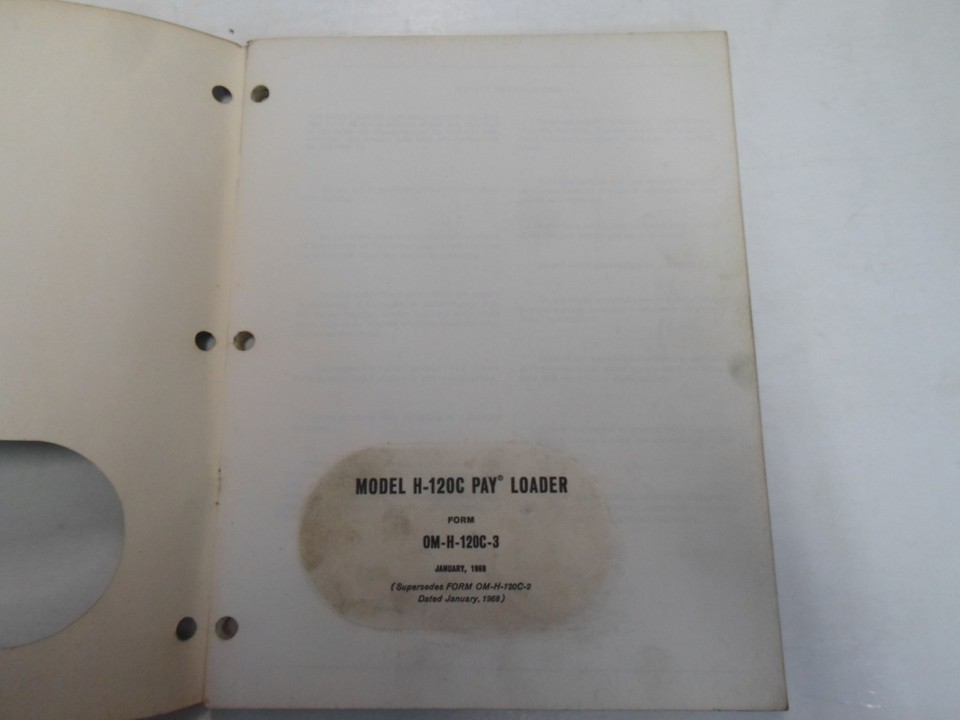 MODEL H-120C PAY® LOADER
FORM
OM-H-120C-3
JANUARY, 1968
(Supersedes FORM OM-H-120C-2
Dated January, 1968)